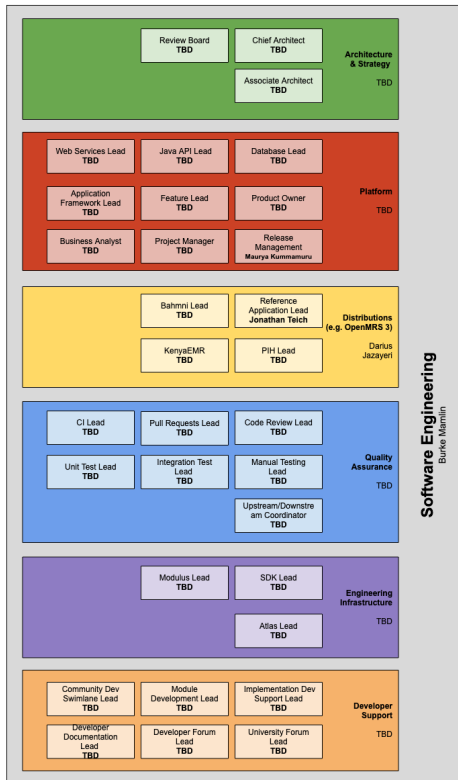 Review Board
TBD
Chief Architect
TBD
Associate Architect
TBD
Architecture
& Strategy
TBD
Web Services Lead
TBD
Java API Lead
TBD
Database Lead
TBD
Application
Framework Lead
TBD
Feature Lead
TBD
Product Owner
TBD
Business Analyst
TBD
Project Manager
TBD
Release
Management
Maurya Kummamuru
Platform
TBD
Bahmni Lead
TBD
Reference
Application Lead
Jonathan Teich
KenyaEMR
TBD
PIH Lead
TBD
Distributions
(e.g. OpenMRS 3)
Darius
Jazayeri
CI Lead
TBD
Pull Requests Lead
TBD
Code Review Lead
TBD
Unit Test Lead
TBD
Integration Test
Lead
TBD
Manual Testing
Lead
TBD
Upstream/Downstre
am Coordinator
TBD
Quality
Assurance
TBD
Modulus Lead
TBD
SDK Lead
TBD
Atlas Lead
TBD
Engineering
Infrastructure
TBD
Community Dev
Swimlane Lead
TBD
Module
Development Lead
TBD
Implementation Dev
Support Lead
TBD
Developer
Documentation
Lead
TBD
Developer Forum
Lead
TBD
University Forum
Lead
TBD
Developer
Support
TBD
Software Engineering
Burke Mamlin